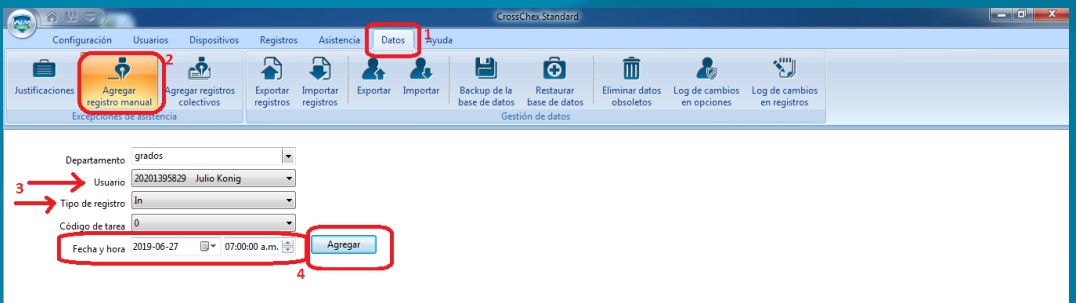 CrossChex Standard
Configuración Usuarios Dispositivos Registros Asistencia Datos 1 Ayuda
2
Justificaciones
Agregar registro manual
Agregar registros colectivos
Exportar registros
Importar registros
Exportar
Importar
Backup de la base de datos
Restaurar base de datos
Eliminar datos obsoletos
Log de cambios en opciones
Log de cambios en registros
Excepciones de asistencia
Gestión de datos
Departamento grados
3 Usuario 20201395829 Julio Konig
Tipo de registro In
Código de tarea 0
Fecha y hora 2019-06-27 07:00:00 a.m. Agregar
4